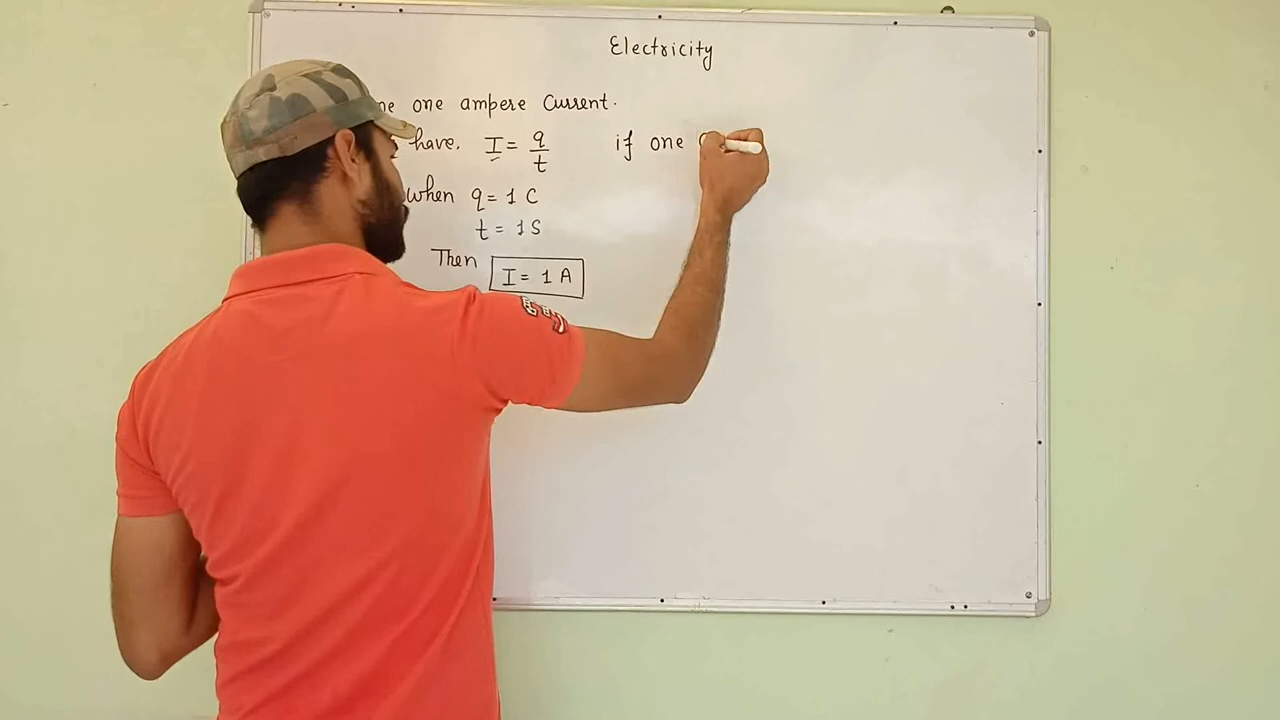 Electricity
one ampere Current.
have. I = q/t if one
when q = 1 C
t = 1 S
Then I = 1 A